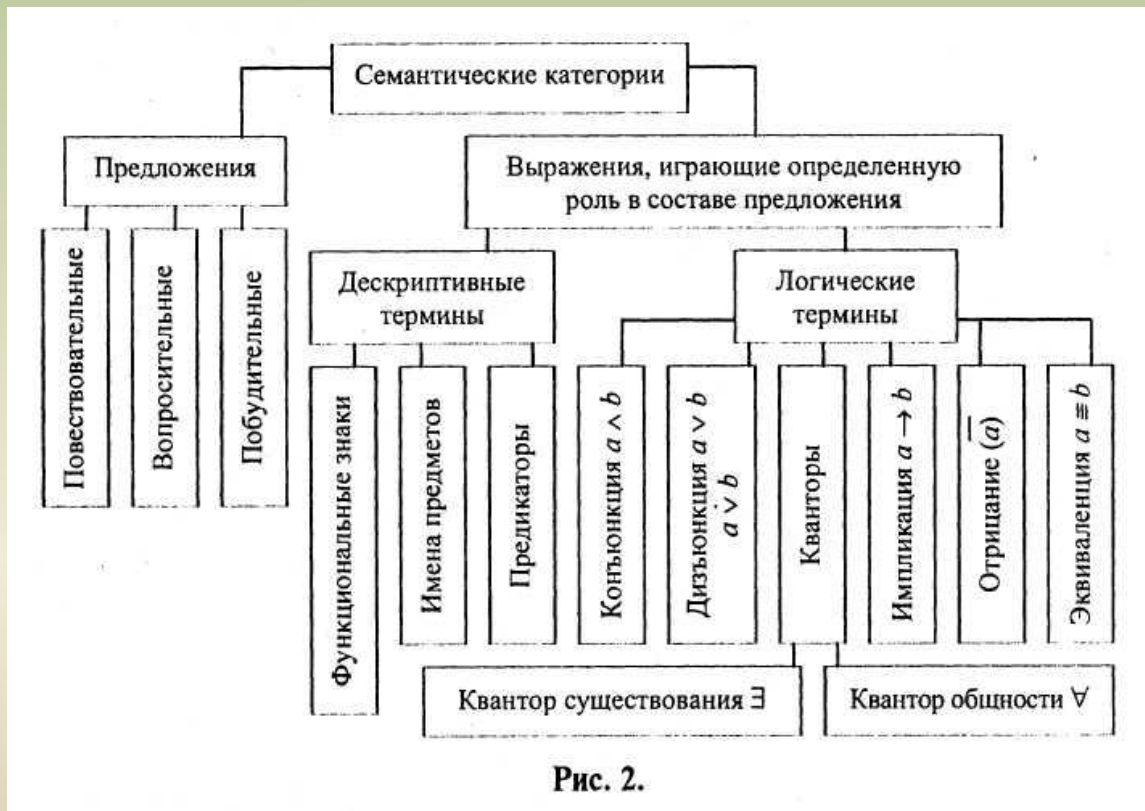 Семантические категории
Предложения
Выражения, играющие определенную
роль в составе предложения
Повествовательные
Вопросительные
Побудительные
Дескриптивные
термины
Логические
термины
Функциональные знаки
Имена предметов
Предикаторы
Конъюнкция a ∧ b
Дизъюнкция a ∨ b
a ∨̇ b
Кванторы
Импликация a → b
Отрицание (a̅)
Эквиваленция a ≡ b
Квантор существования ∃
Квантор общности ∀
Рис. 2.